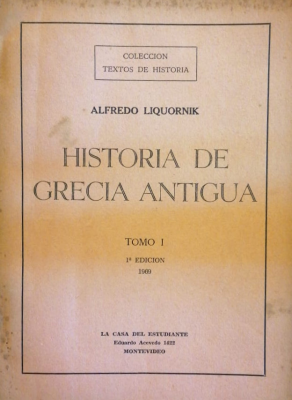 COLECCION
TEXTOS DE HISTORIA
ALFREDO LIQUORNIK
HISTORIA DE
GRECIA ANTIGUA
TOMO I
1ª EDICION
1969
LA CASA DEL ESTUDIANTE
Eduardo Acevedo 1422
MONTEVIDEO